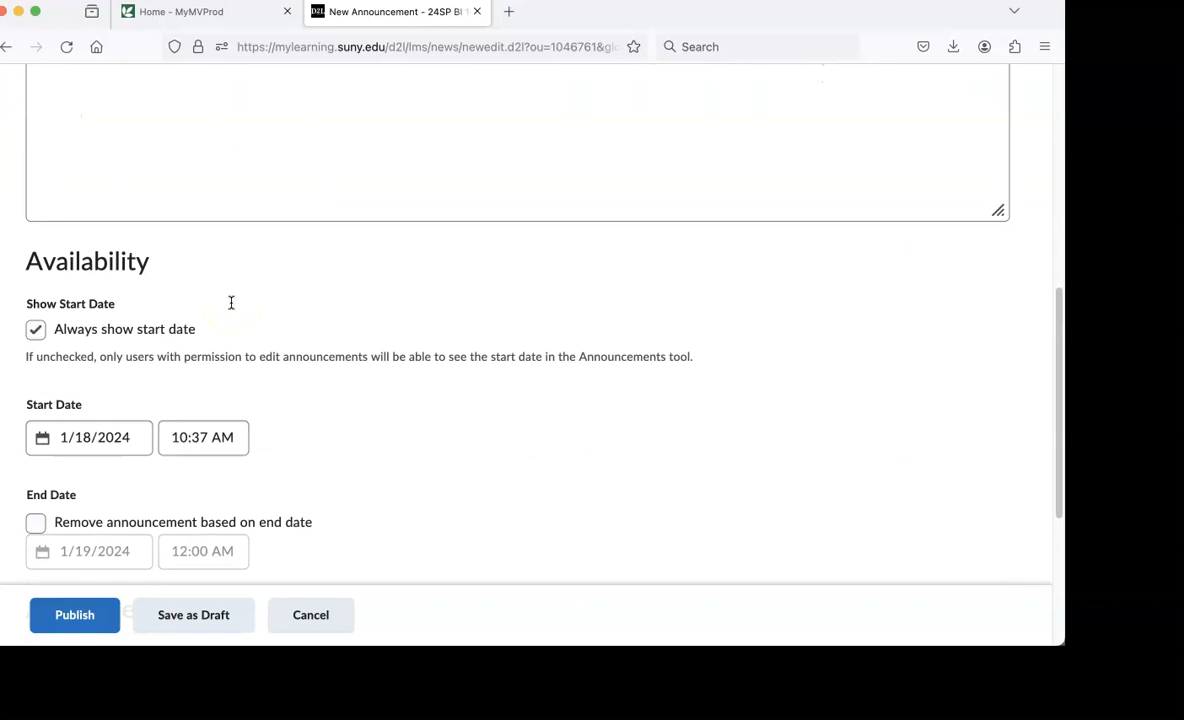 Home - MyMVProd
D2L New Announcement - 24SP BI
https://mylearning.suny.edu/d2l/lms/news/newedit.d2l?ou=1046761&gl
Search
Availability
Show Start Date
Always show start date
If unchecked, only users with permission to edit announcements will be able to see the start date in the Announcements tool.
Start Date
1/18/2024 10:37 AM
End Date
Remove announcement based on end date
1/19/2024 12:00 AM
Publish Save as Draft Cancel